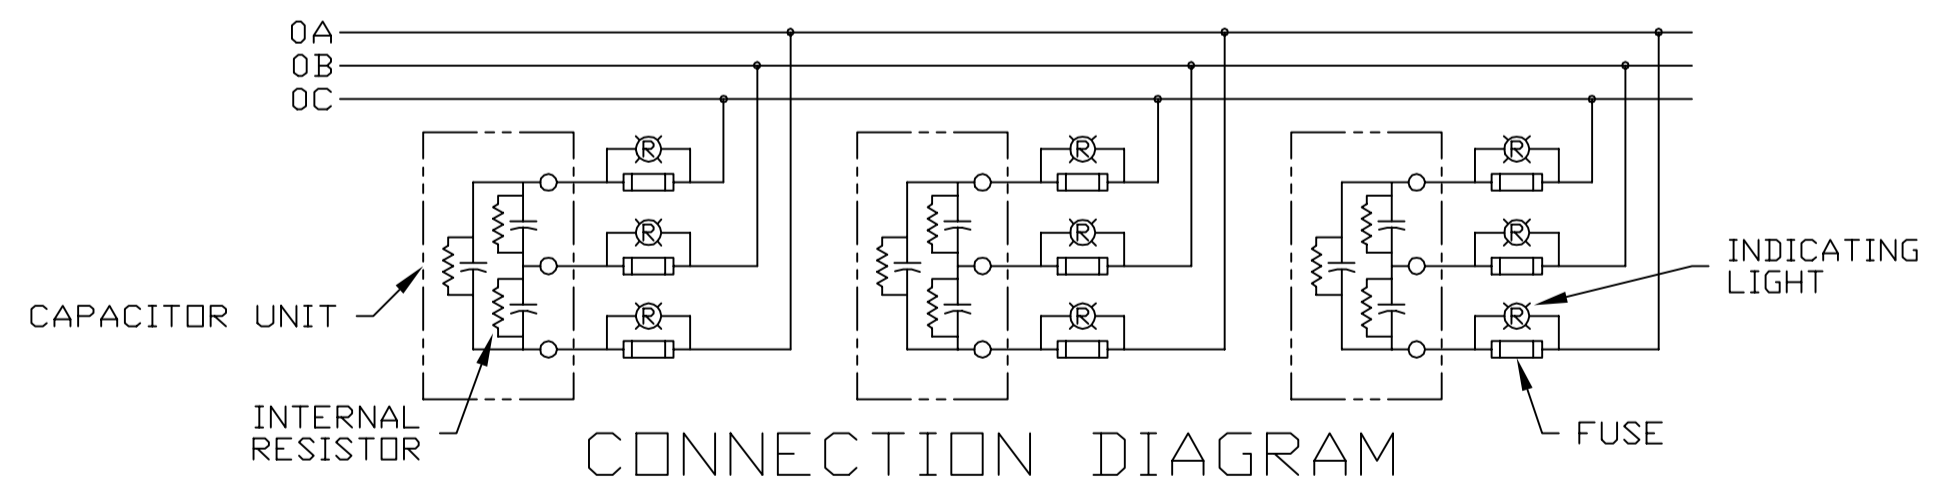 0A
0B
0C
R
R
R
R
R
R
R
R
R
INDICATING
LIGHT
CAPACITOR UNIT
INTERNAL
RESISTOR
FUSE
CONNECTION DIAGRAM